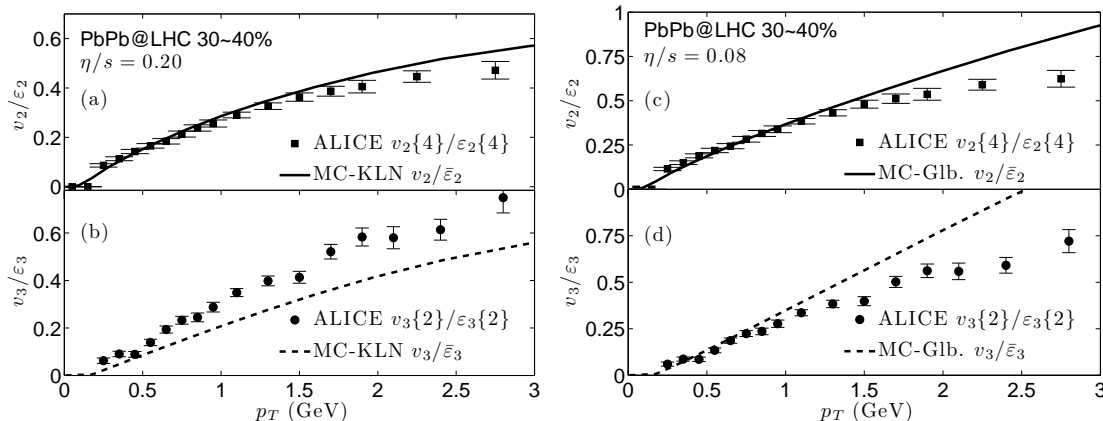 PbPb@LHC 30~40%
η/s = 0.20
(a)
ALICE v₂{4}/ε₂{4}
MC-KLN v₂/ε̄₂
v₂/ε₂
0.6
0.4
0.2
0
(b)
ALICE v₃{2}/ε₃{2}
MC-KLN v₃/ε̄₃
v₃/ε₃
0.6
0.4
0.2
0
0 0.5 1 1.5 2 2.5 3
p_T (GeV)
PbPb@LHC 30~40%
η/s = 0.08
(c)
ALICE v₂{4}/ε₂{4}
MC-Glb. v₂/ε̄₂
v₂/ε₂
1
0.75
0.5
0.25
0
(d)
ALICE v₃{2}/ε₃{2}
MC-Glb. v₃/ε̄₃
v₃/ε₃
0.75
0.5
0.25
0
0 0.5 1 1.5 2 2.5 3
p_T (GeV)